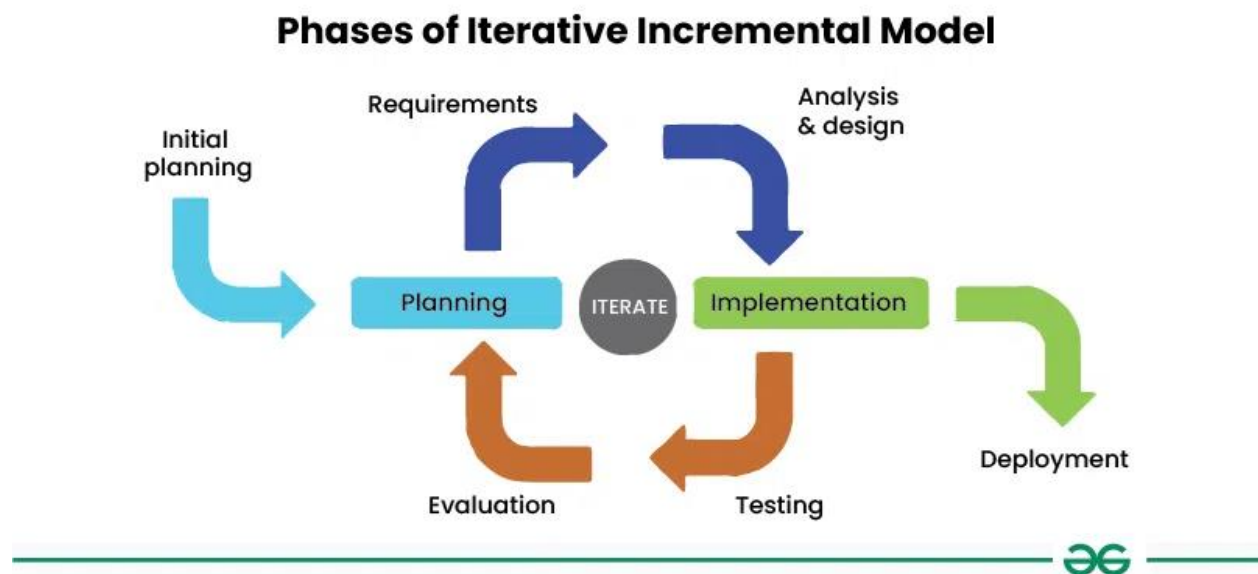 Phases of Iterative Incremental Model
Requirements
Analysis
& design
Initial
planning
Planning
ITERATE
Implementation
Deployment
Evaluation
Testing